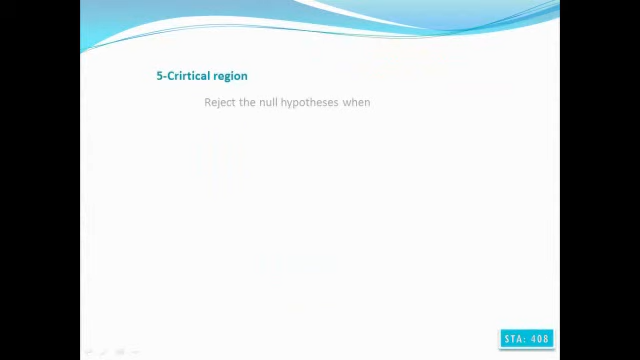 5-Crirtical region
Reject the null hypotheses when
STA: 408